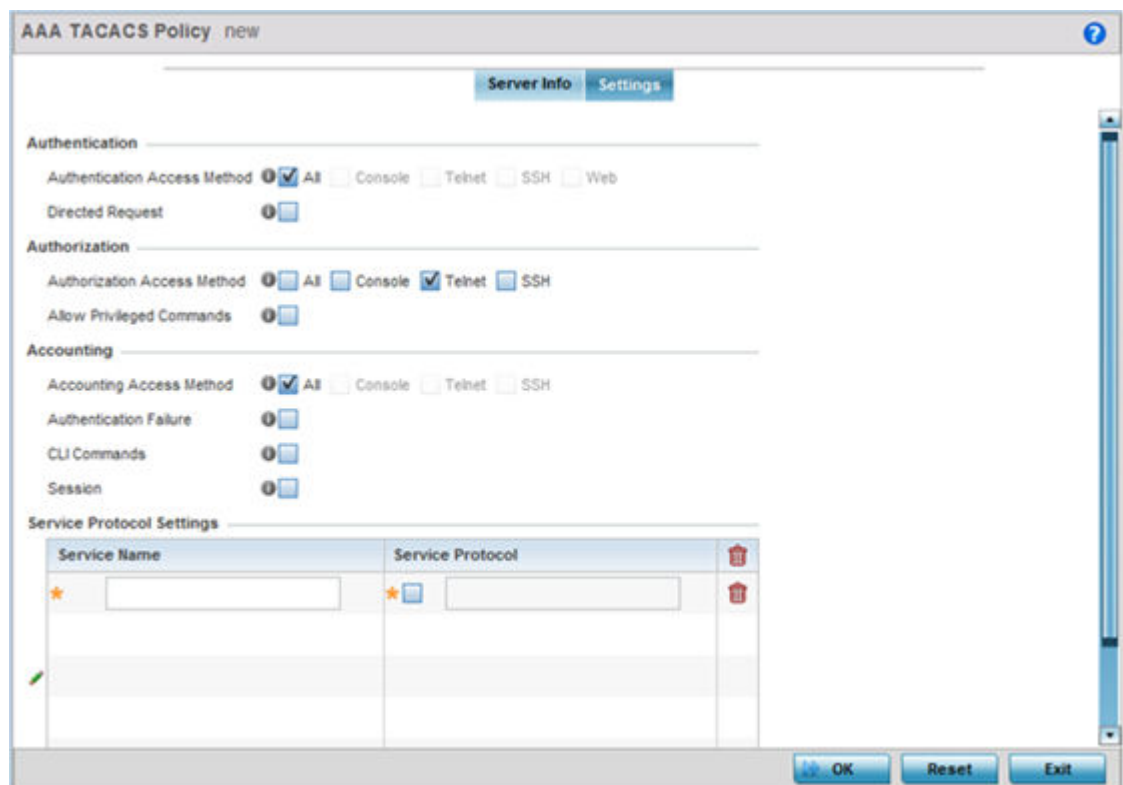 AAA TACACS Policy new
?
Server Info Settings
Authentication
Authentication Access Method All Console Telnet SSH Web
Directed Request
Authorization
Authorization Access Method All Console Telnet SSH
Allow Privileged Commands
Accounting
Accounting Access Method All Console Telnet SSH
Authentication Failure
CLI Commands
Session
Service Protocol Settings
Service Name Service Protocol
* *
OK Reset Exit